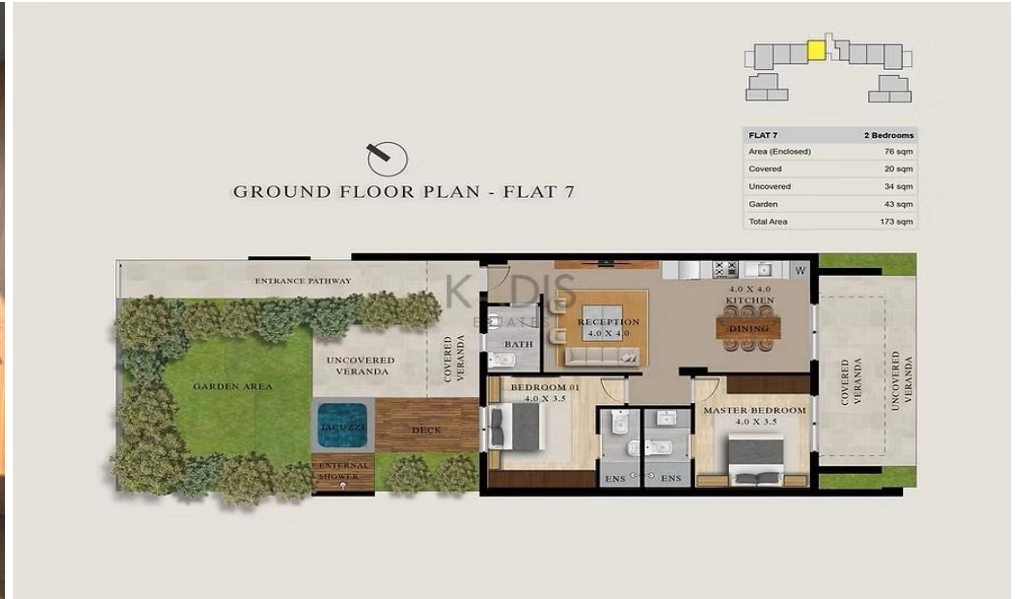 GROUND FLOOR PLAN - FLAT 7
FLAT 7 2 Bedrooms
Area (Enclosed) 76 sqm
Covered 20 sqm
Uncovered 34 sqm
Garden 43 sqm
Total Area 173 sqm
ENTRANCE PATHWAY
UNCOVERED
VERANDA
COVERED
VERANDA
GARDEN AREA
JACUZZI
DECK
EXTERNAL
SHOWER
BATH
RECEPTION
4.0 X 4.0
4.0 X 4.0
KITCHEN
W
DINING
BEDROOM 01
4.0 X 3.5
ENS
ENS
MASTER BEDROOM
4.0 X 3.5
COVERED
VERANDA
UNCOVERED
VERANDA
ESTATES